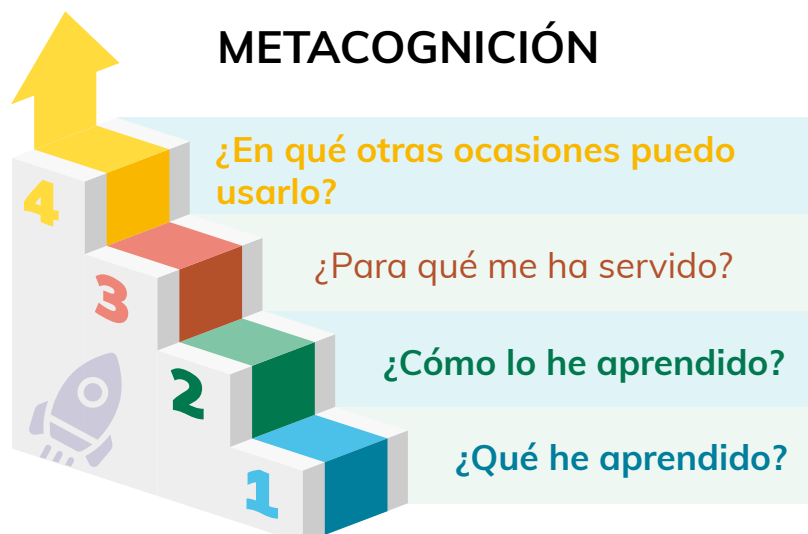 METACOGNICIÓN
¿En qué otras ocasiones puedo
usarlo?
4
¿Para qué me ha servido?
3
¿Cómo lo he aprendido?
2
¿Qué he aprendido?
1